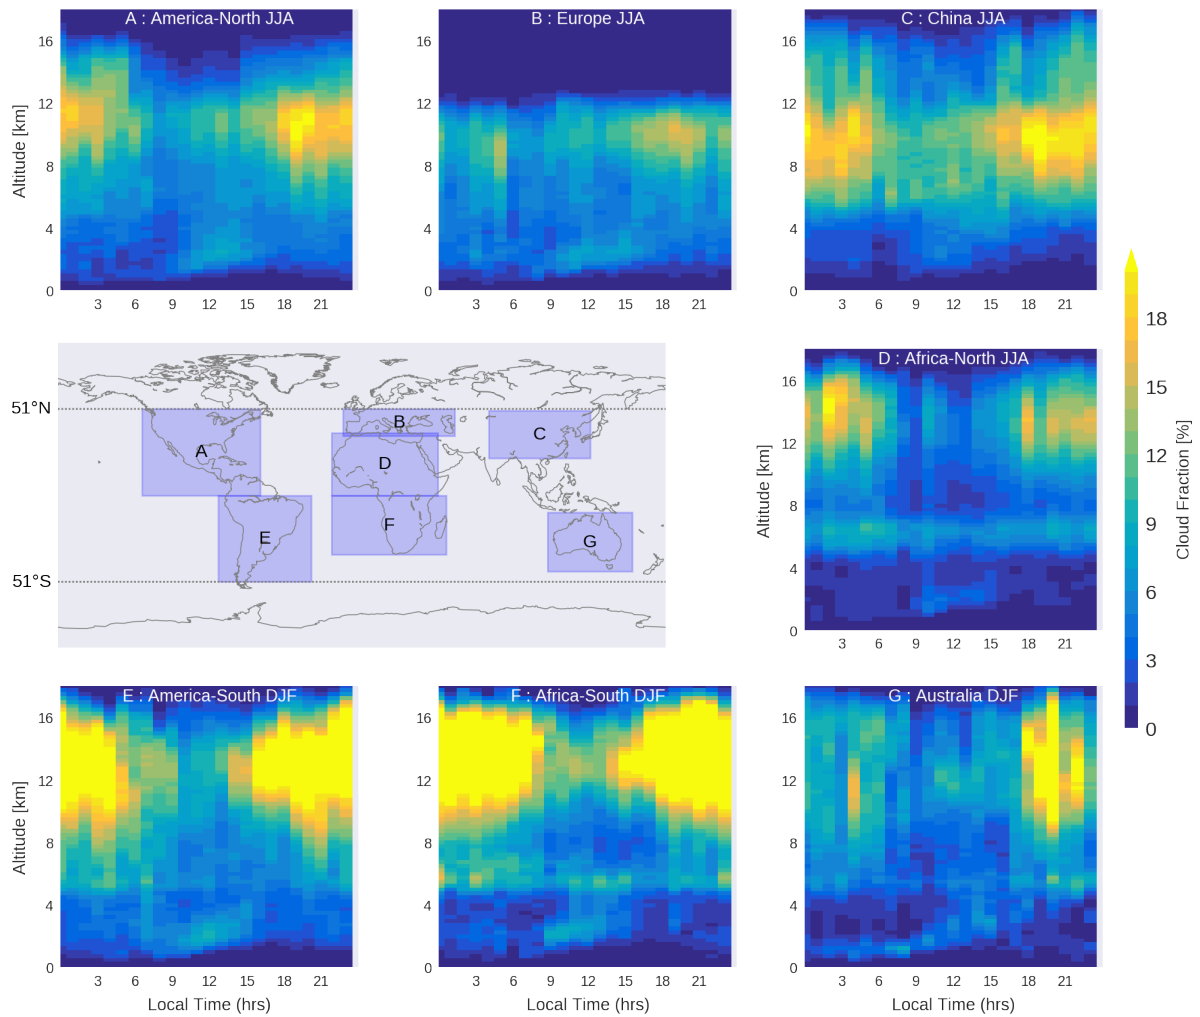 A : America-North JJA
B : Europe JJA
C : China JJA
Altitude [km]
16
12
8
4
0
3 6 9 12 15 18 21
16
12
8
4
0
3 6 9 12 15 18 21
16
12
8
4
0
3 6 9 12 15 18 21
51°N
51°S
A
B
C
D
E
F
G
D : Africa-North JJA
Altitude [km]
16
12
8
4
0
3 6 9 12 15 18 21
18
15
12
9
6
3
0
Cloud Fraction [%]
E : America-South DJF
F : Africa-South DJF
G : Australia DJF
Altitude [km]
16
12
8
4
0
3 6 9 12 15 18 21
Local Time (hrs)
16
12
8
4
0
3 6 9 12 15 18 21
Local Time (hrs)
16
12
8
4
0
3 6 9 12 15 18 21
Local Time (hrs)